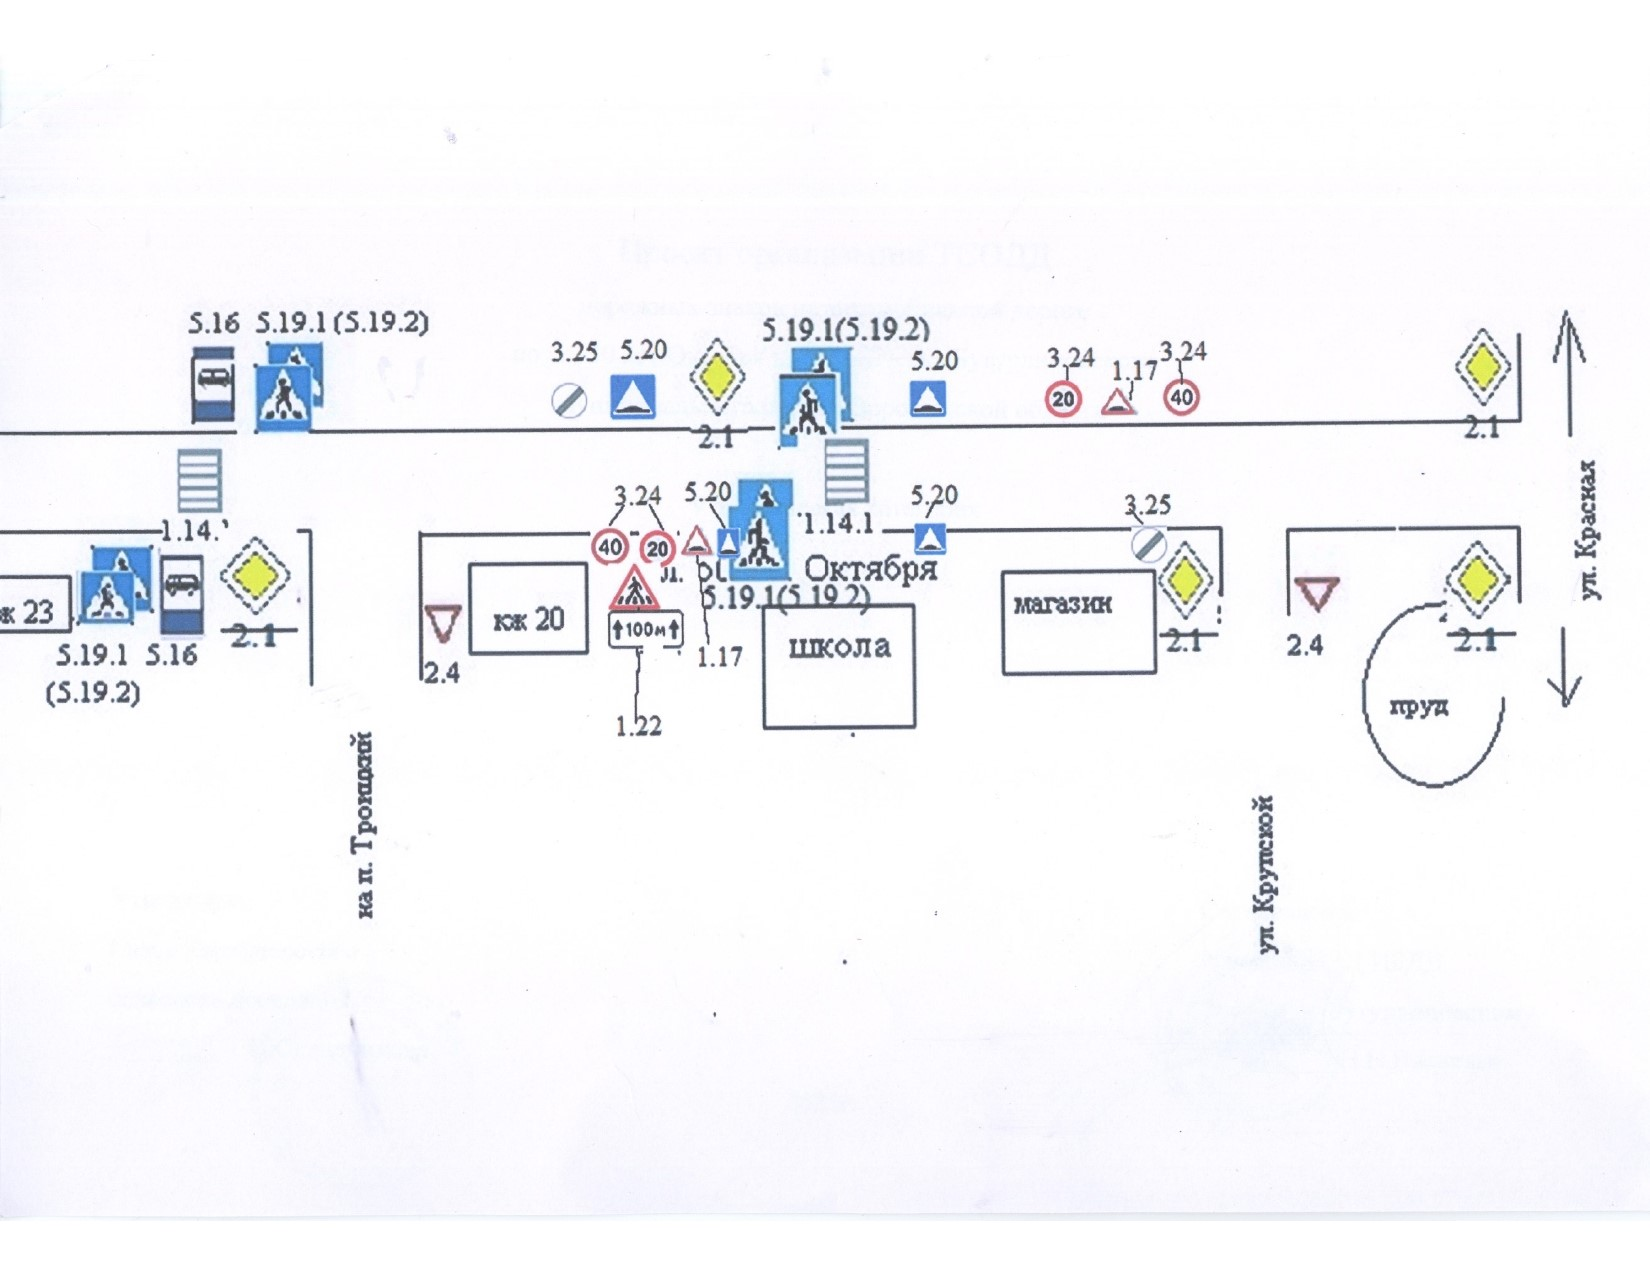 5.16 5.19.1 (5.19.2)
3.25 5.20
2.1
5.19.1(5.19.2)
5.20
3.24 1.17 3.24
20 40
2.1
ул. Красная
1.14.
ж 23
5.19.1 5.16
(5.19.2)
2.1
на п. Троицкий
2.4
кж 20
3.24 5.20
40 20
100м
1.22
1.17
1.14.1
Октября
5.19.1(5.19.2)
школа
5.20
3.25
магазин
2.1
ул. Крупской
2.4
2.1
пруд